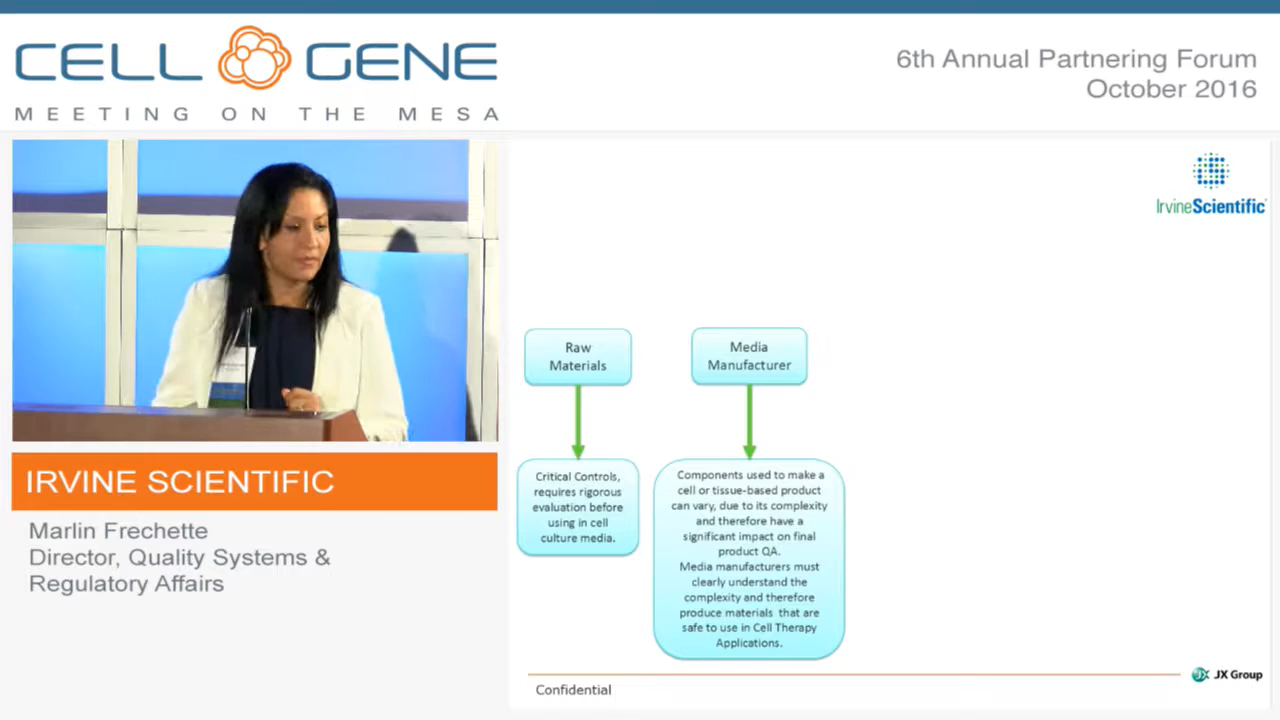 CELL GENE
MEETING ON THE MESA
6th Annual Partnering Forum
October 2016
IrvineScientific
IRVINE SCIENTIFIC
Marlin Frechette
Director, Quality Systems &
Regulatory Affairs
Raw
Materials
Media
Manufacturer
Critical Controls,
requires rigorous
evaluation before
using in cell
culture media.
Components used to make a
cell or tissue-based product
can vary, due to its complexity
and therefore have a
significant impact on final
product QA.
Media manufacturers must
clearly understand the
complexity and therefore
produce materials that are
safe to use in Cell Therapy
Applications.
Confidential
JX Group